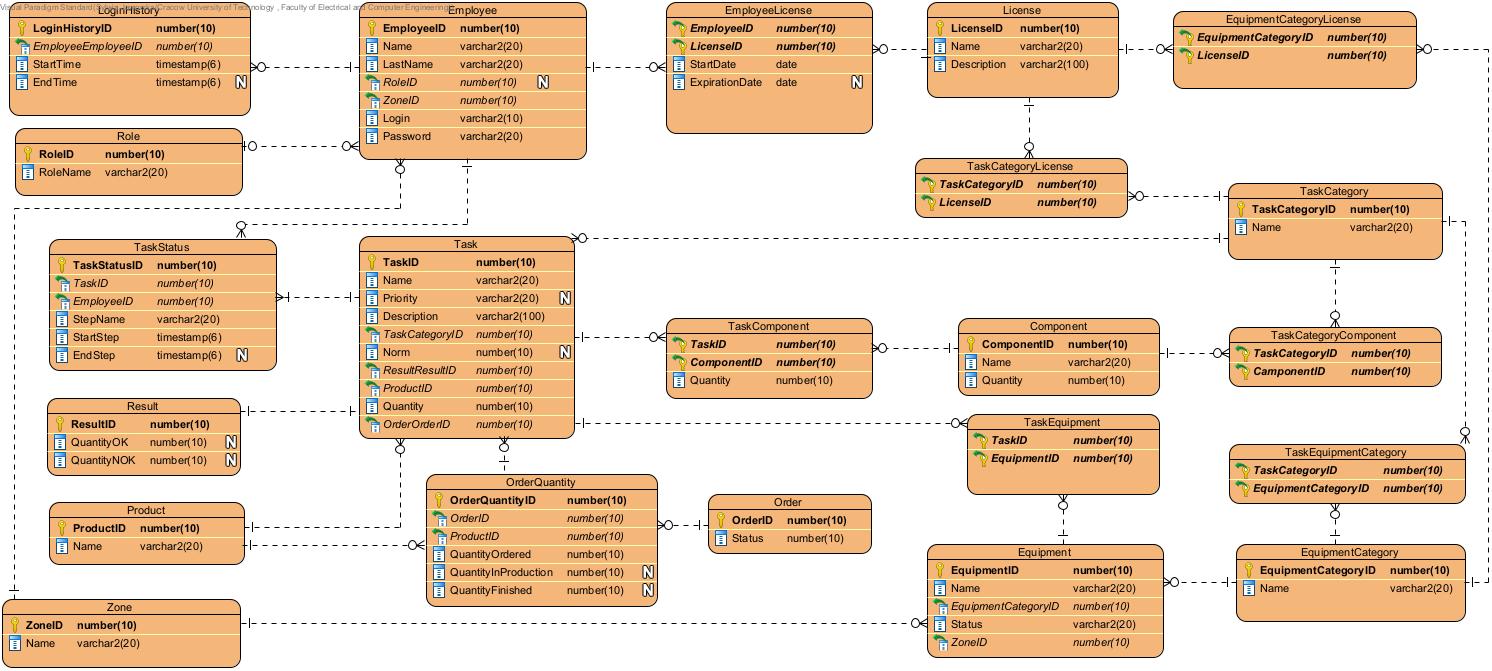 Visual Paradigm Standard
Cracow University of Technology , Faculty of Electrical and Computer Engineering
LoginHistory
LoginHistoryID number(10)
EmployeeEmployeeID number(10)
StartTime timestamp(6)
EndTime timestamp(6) N
Employee
EmployeeID number(10)
Name varchar2(20)
LastName varchar2(20)
RoleID number(10) N
ZoneID number(10)
Login varchar2(10)
Password varchar2(20)
EmployeeLicense
EmployeeID number(10)
LicenseID number(10)
StartDate date
ExpirationDate date N
License
LicenseID number(10)
Name varchar2(20)
Description varchar2(100)
EquipmentCategoryLicense
EquipmentCategoryID number(10)
LicenseID number(10)
Role
RoleID number(10)
RoleName varchar2(20)
TaskCategoryLicense
TaskCategoryID number(10)
LicenseID number(10)
TaskCategory
TaskCategoryID number(10)
Name varchar2(20)
TaskStatus
TaskStatusID number(10)
TaskID number(10)
EmployeeID number(10)
StepName varchar2(20)
StartStep timestamp(6)
EndStep timestamp(6) N
Task
TaskID number(10)
Name varchar2(20)
Priority varchar2(20) N
Description varchar2(100)
TaskCategoryID number(10)
Norm number(10) N
ResultResultID number(10)
ProductID number(10)
Quantity number(10)
OrderOrderID number(10)
TaskComponent
TaskID number(10)
ComponentID number(10)
Quantity number(10)
Component
ComponentID number(10)
Name varchar2(20)
Quantity number(10)
TaskCategoryComponent
TaskCategoryID number(10)
CamponentID number(10)
Result
ResultID number(10)
QuantityOK number(10) N
QuantityNOK number(10) N
TaskEquipment
TaskID number(10)
EquipmentID number(10)
TaskEquipmentCategory
TaskCategoryID number(10)
EquipmentCategoryID number(10)
Product
ProductID number(10)
Name varchar2(20)
OrderQuantity
OrderQuantityID number(10)
OrderID number(10)
ProductID number(10)
QuantityOrdered number(10)
QuantityInProduction number(10) N
QuantityFinished number(10) N
Order
OrderID number(10)
Status number(10)
Equipment
EquipmentID number(10)
Name varchar2(20)
EquipmentCategoryID number(10)
Status varchar2(20)
ZoneID number(10)
EquipmentCategory
EquipmentCategoryID number(10)
Name varchar2(20)
Zone
ZoneID number(10)
Name varchar2(20)